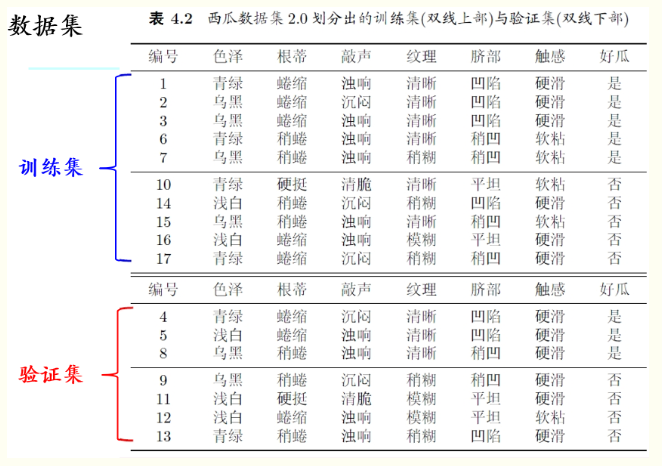 数据集
表 4.2 西瓜数据集 2.0 划分出的训练集(双线上部)与验证集(双线下部)
编号 色泽 根蒂 敲声 纹理 脐部 触感 好瓜
1 青绿 蜷缩 浊响 清晰 凹陷 硬滑 是
2 乌黑 蜷缩 沉闷 清晰 凹陷 硬滑 是
3 乌黑 蜷缩 浊响 清晰 凹陷 硬滑 是
6 青绿 稍蜷 浊响 清晰 稍凹 软粘 是
7 乌黑 稍蜷 浊响 稍糊 稍凹 软粘 是
训练集
10 青绿 硬挺 清脆 清晰 平坦 软粘 否
14 浅白 稍蜷 沉闷 稍糊 凹陷 硬滑 否
15 乌黑 稍蜷 浊响 清晰 稍凹 软粘 否
16 浅白 蜷缩 浊响 模糊 平坦 硬滑 否
17 青绿 蜷缩 沉闷 稍糊 稍凹 硬滑 否
编号 色泽 根蒂 敲声 纹理 脐部 触感 好瓜
4 青绿 蜷缩 沉闷 清晰 凹陷 硬滑 是
5 浅白 蜷缩 浊响 清晰 凹陷 硬滑 是
8 乌黑 稍蜷 浊响 清晰 稍凹 硬滑 是
验证集
9 乌黑 稍蜷 沉闷 稍糊 稍凹 硬滑 否
11 浅白 硬挺 清脆 模糊 平坦 硬滑 否
12 浅白 蜷缩 浊响 模糊 平坦 软粘 否
13 青绿 稍蜷 浊响 稍糊 凹陷 硬滑 否